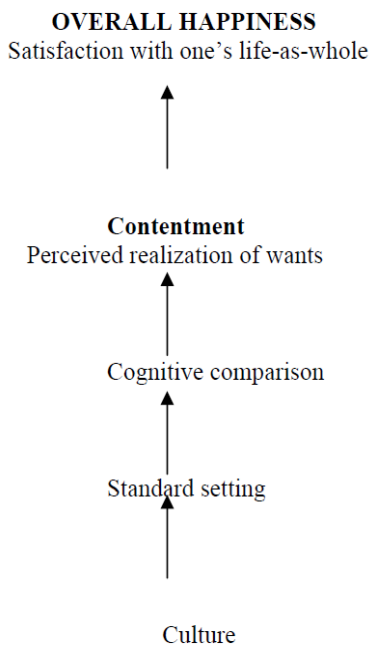 OVERALL HAPPINESS
Satisfaction with one’s life-as-whole
Contentment
Perceived realization of wants
Cognitive comparison
Standard setting
Culture